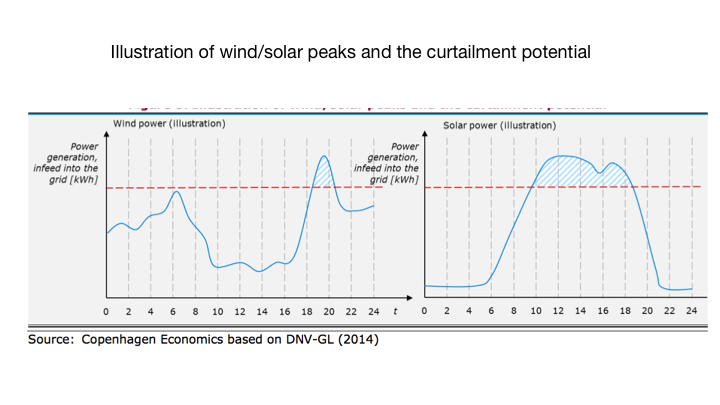 Illustration of wind/solar peaks and the curtailment potential
Wind power (illustration)
Power
generation,
infeed into the
grid [kWh]
0 2 4 6 8 10 12 14 16 18 20 22 24 t
Solar power (illustration)
Power
generation,
infeed into the
grid [kWh]
0 2 4 6 8 10 12 14 16 18 20 22 24
Source: Copenhagen Economics based on DNV-GL (2014)